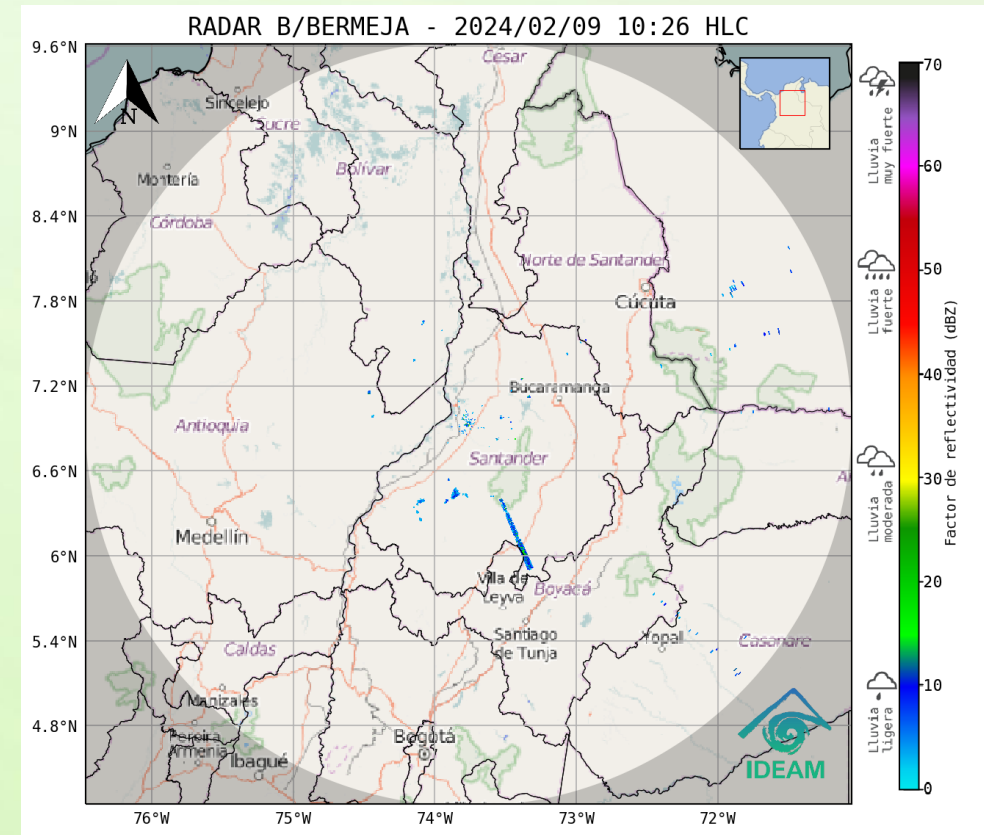 RADAR B/BERMEJA - 2024/02/09 10:26 HLC
9.6°N
9°N
8.4°N
7.8°N
7.2°N
6.6°N
6°N
5.4°N
4.8°N
76°W
75°W
74°W
73°W
72°W
N
Cesar
Sincelejo
Sucre
Bolívar
Montería
Córdoba
Norte de Santander
Cúcuta
Bucaramanga
Antioquia
Santander
Medellín
Villa de
Leyva
Boyacá
Santiago
de Tunja
Yopal
Casanare
Caldas
Manizales
Pereira
Armenia
Ibagué
Bogotá
IDEAM
Lluvia
muy fuerte
Lluvia
fuerte
Lluvia
moderada
Lluvia
ligera
70
60
50
40
30
20
10
0
Factor de reflectividad (dBZ)